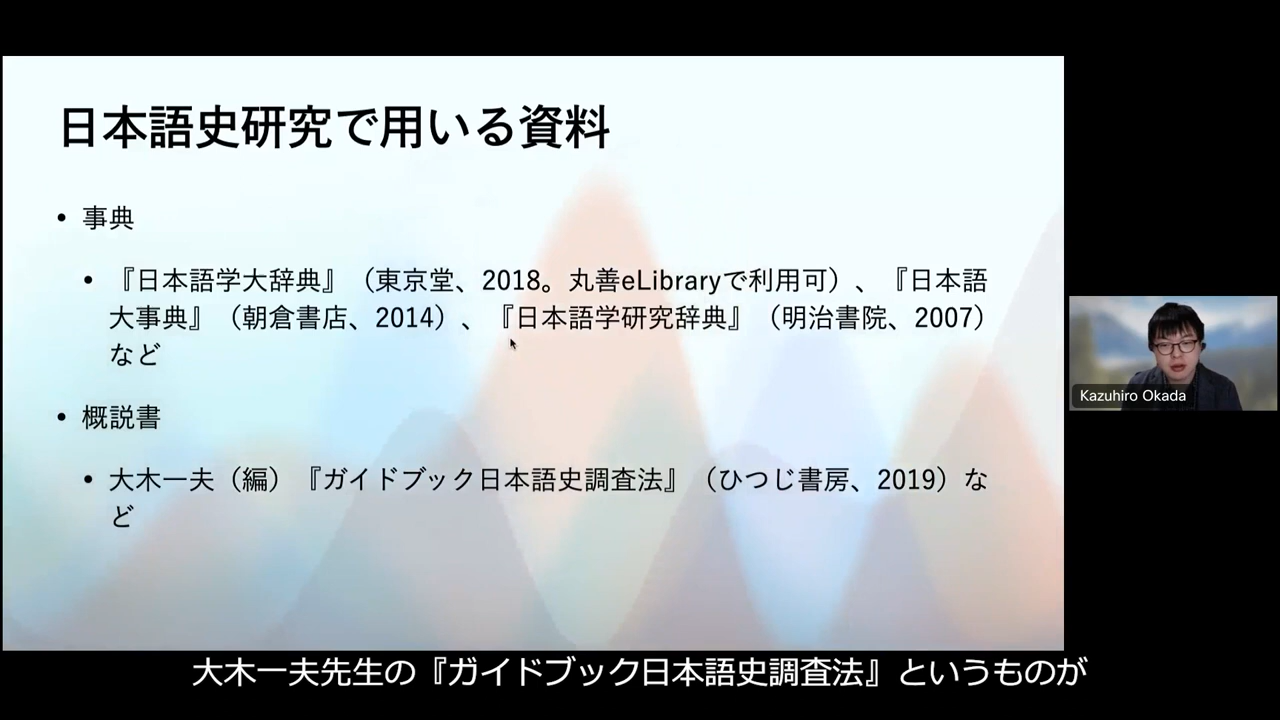 日本語史研究で用いる資料
• 事典
• 『日本語学大辞典』（東京堂、2018。丸善eLibraryで利用可）、『日本語
大事典』（朝倉書店、2014）、『日本語学研究辞典』（明治書院、2007）
など
• 概説書
• 大木一夫（編）『ガイドブック日本語史調査法』（ひつじ書房、2019）な
ど
Kazuhiro Okada
大木一夫先生の『ガイドブック日本語史調査法』というものが